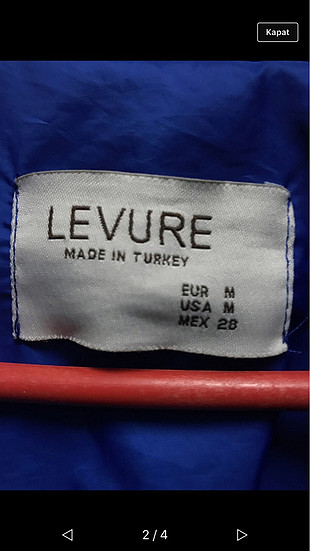 Kapat
LEVURE
MADE IN TURKEY
EUR M
USA M
MEX 28
2 / 4